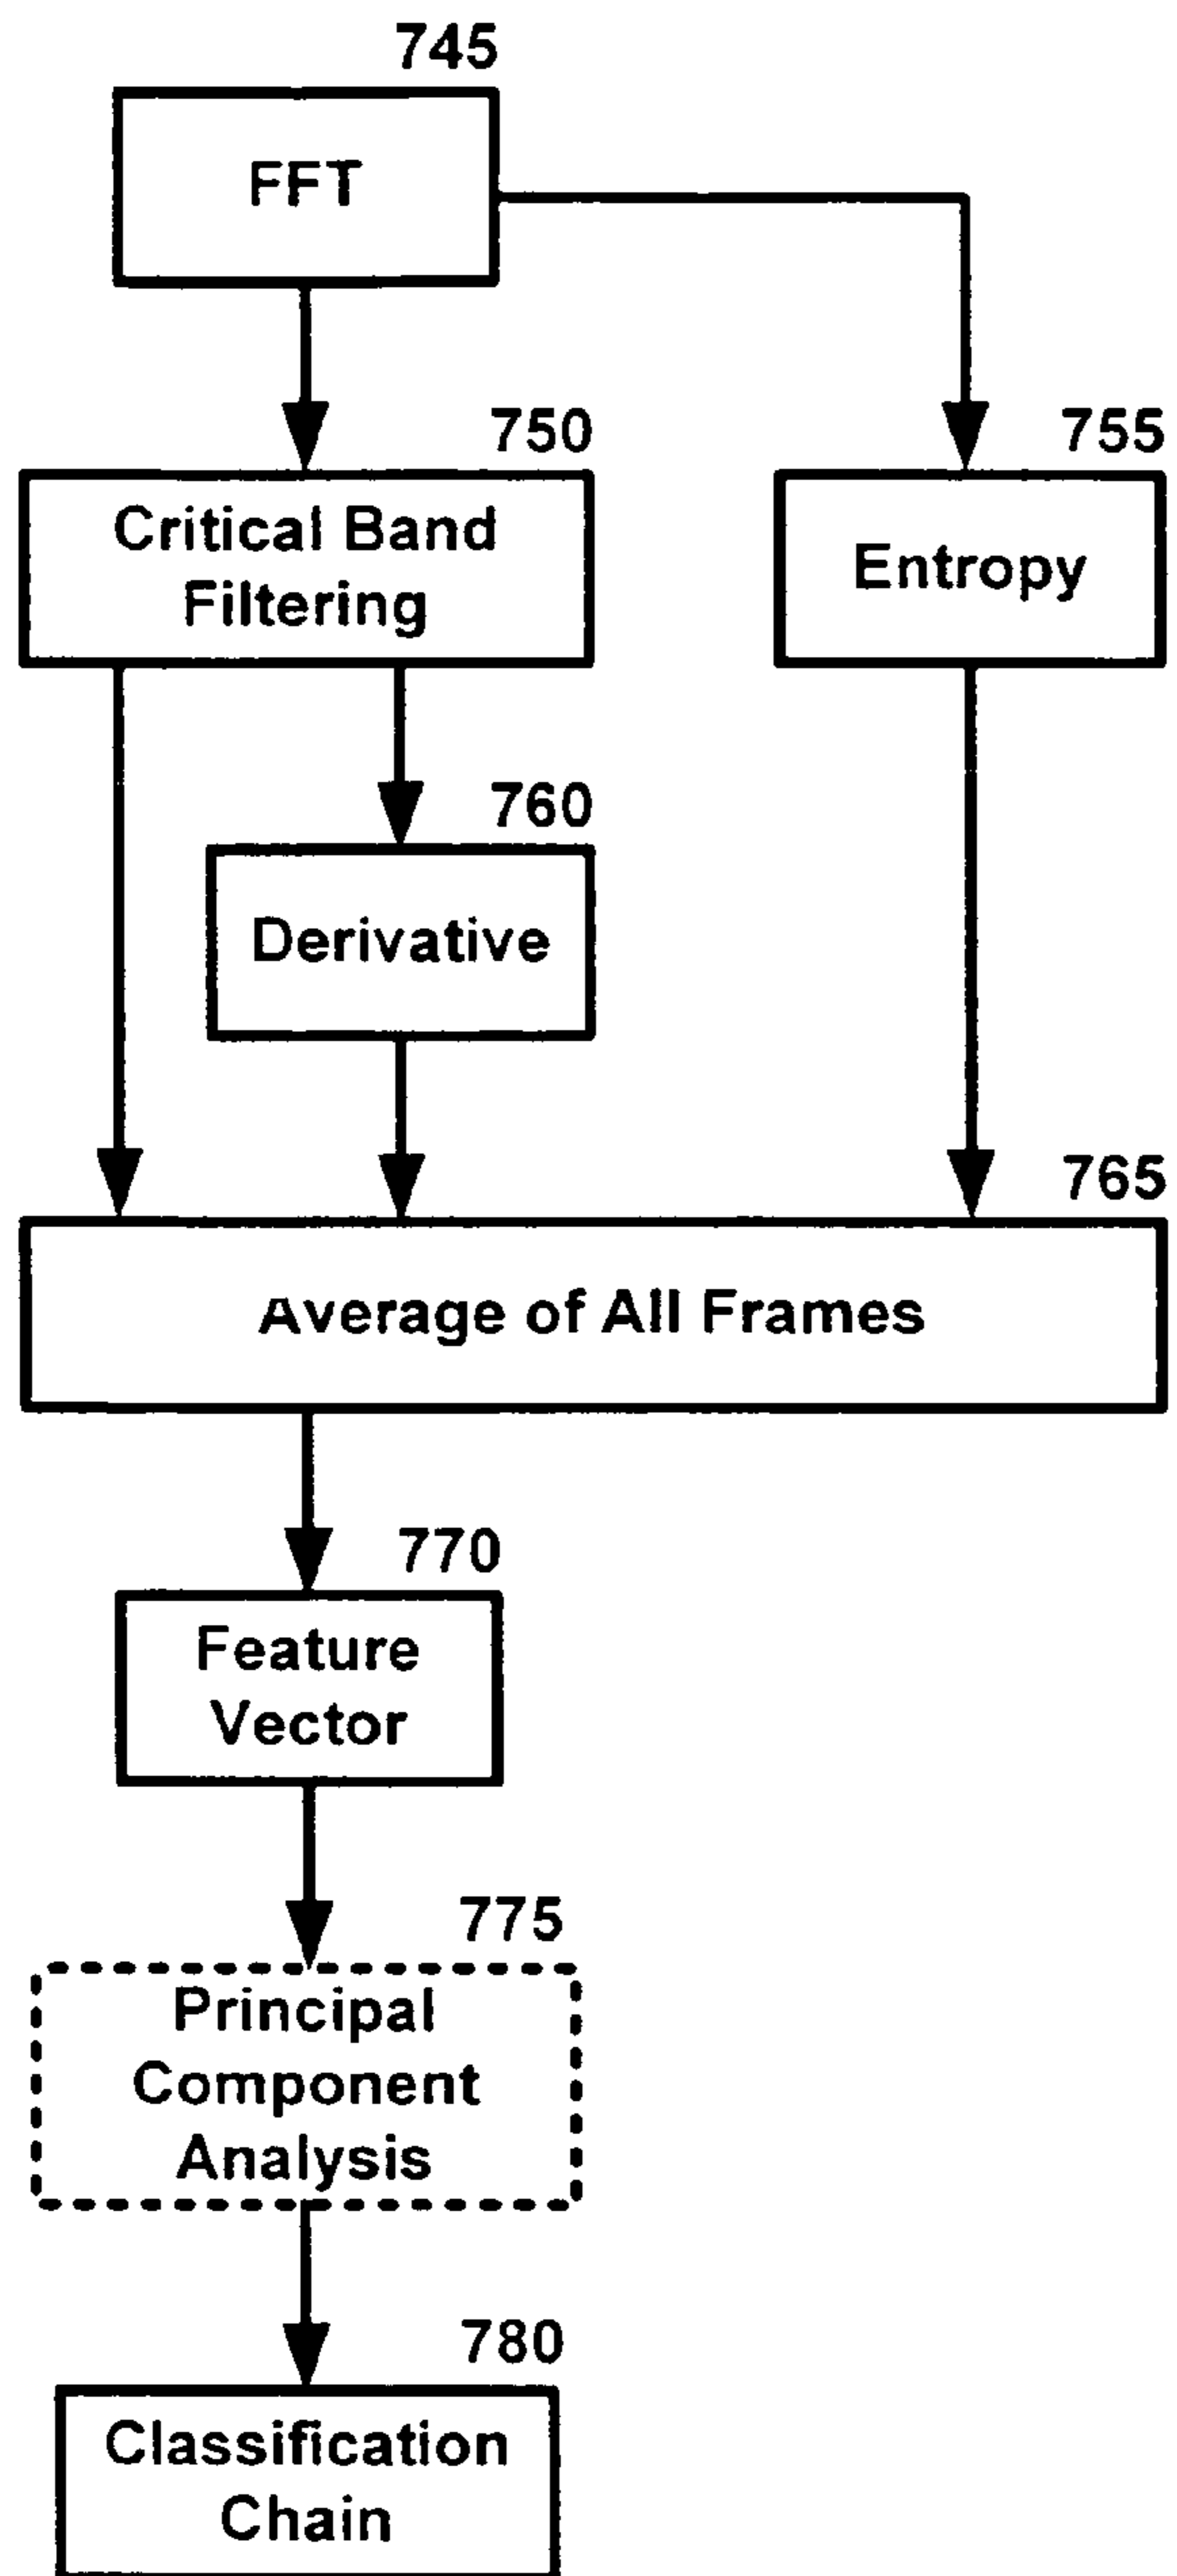 745
FFT
750
755
Critical Band
Filtering
Entropy
760
Derivative
765
Average of All Frames
770
Feature
Vector
775
Principal
Component
Analysis
780
Classification
Chain